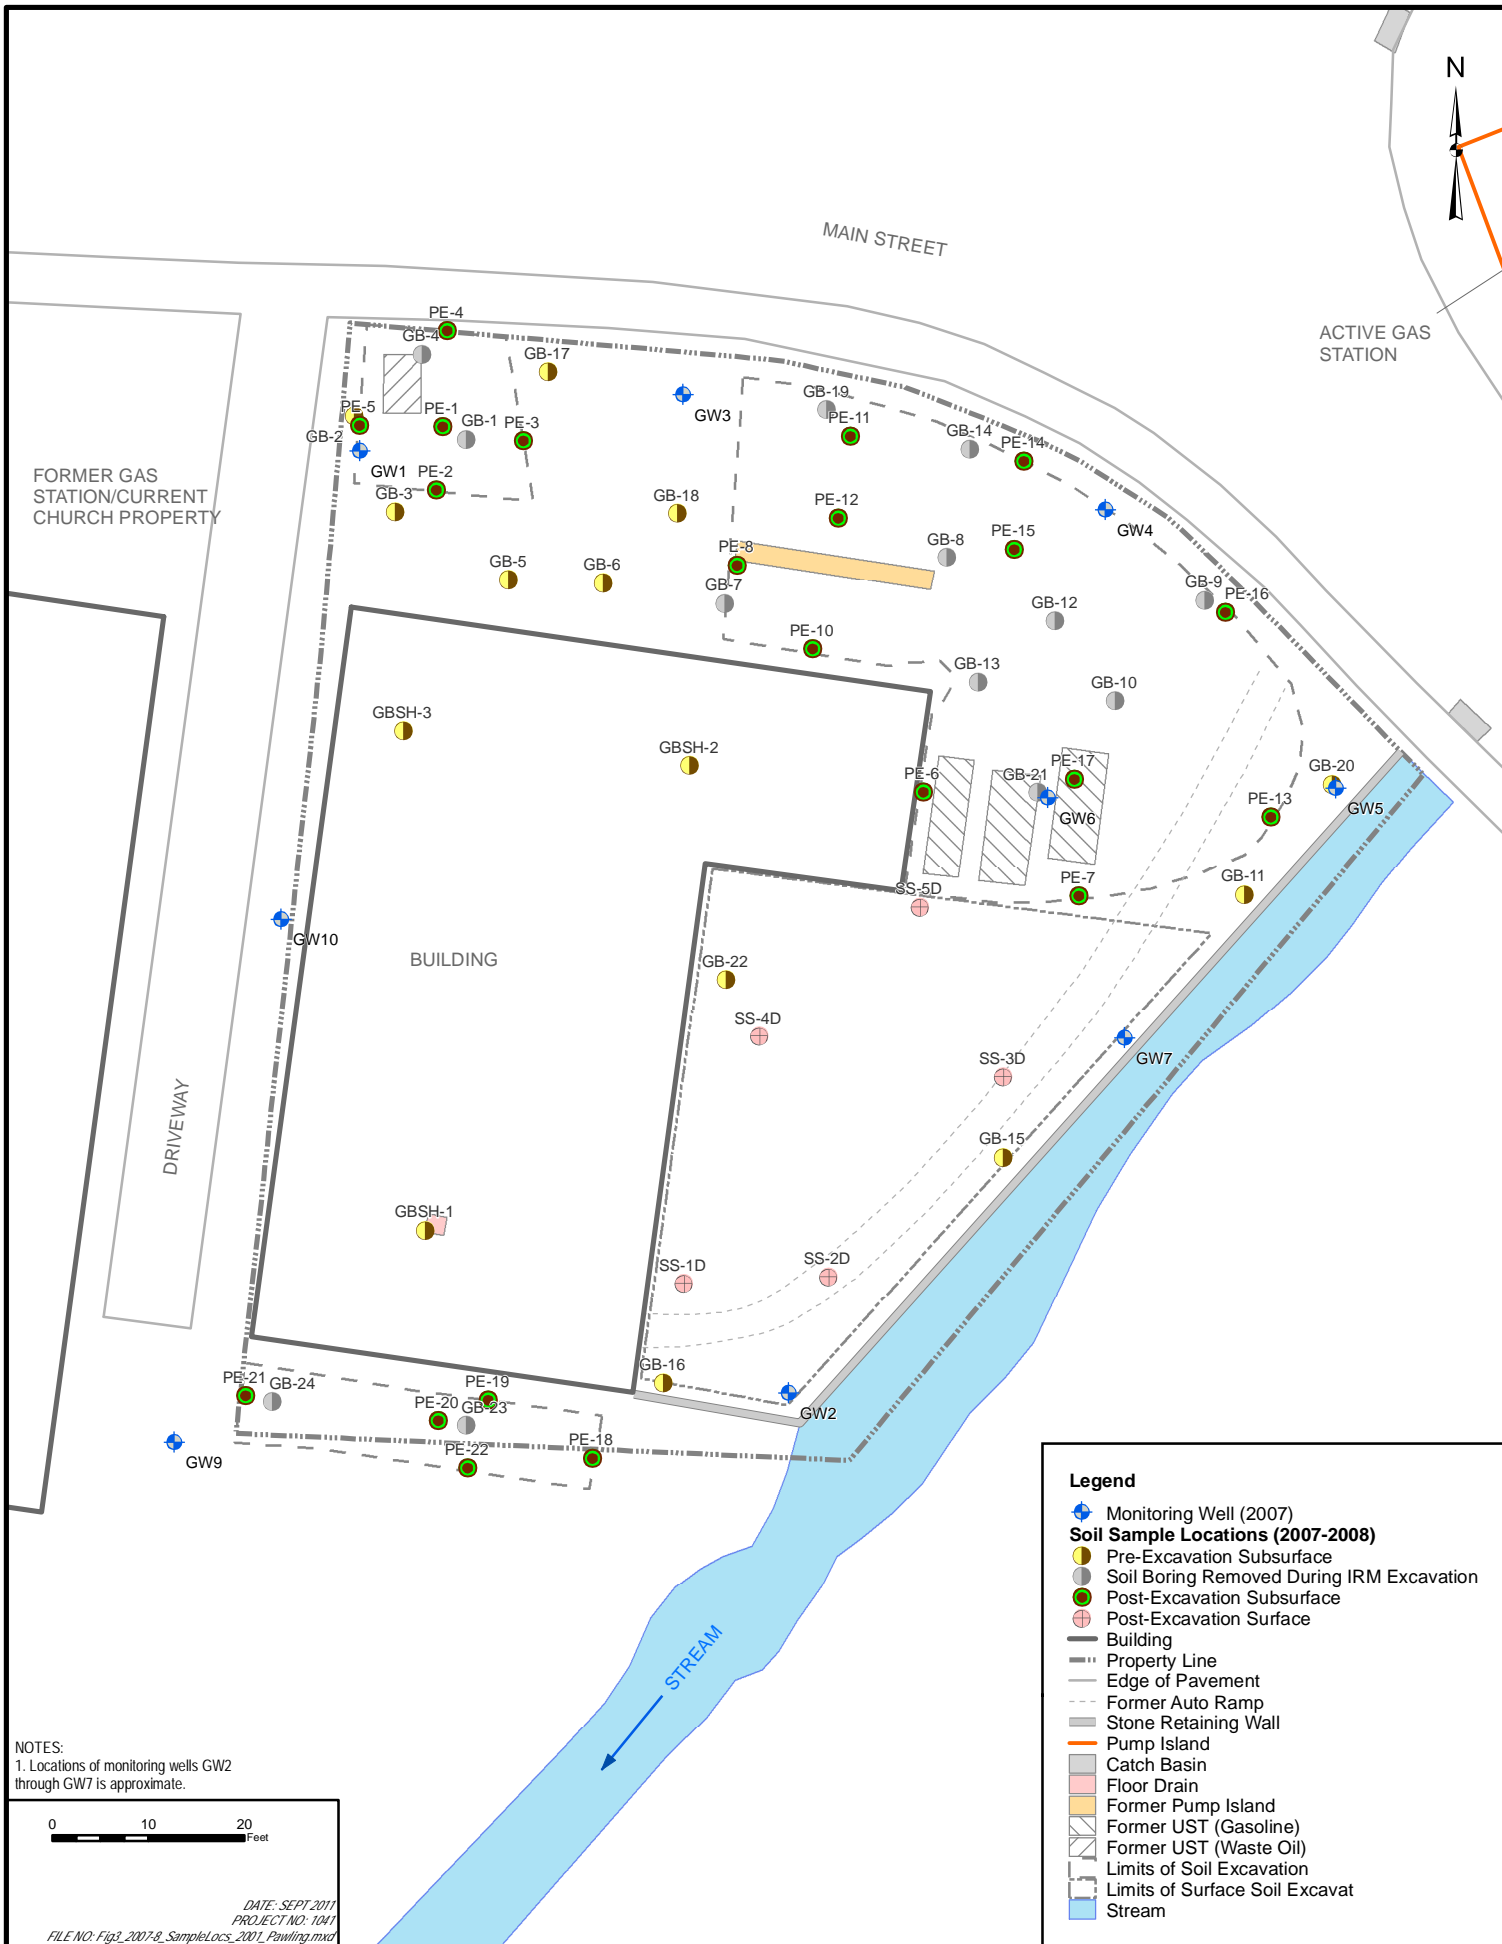 N
MAIN STREET
ACTIVE GAS
STATION
PE-4
GB-4
GB-17
GB-19
PE-5
PE-1
GB-1
PE-3
GW3
PE-11
GB-14
PE-14
GB-2
GW1
PE-2
FORMER GAS
STATION/CURRENT
CHURCH PROPERTY
GB-3
GB-18
PE-12
GW4
GB-8
PE-15
GB-5
GB-6
PE-8
GB-7
GB-9
PE-16
GB-12
PE-10
GB-13
GB-10
GBSH-3
GBSH-2
PE-6
GB-21
PE-17
GB-20
GW6
PE-13
GW5
PE-7
GB-11
SS-5D
GW10
BUILDING
GB-22
SS-4D
SS-3D
GW7
DRIVEWAY
GB-15
GBSH-1
SS-1D
SS-2D
GB-16
PE-21
GB-24
PE-19
PE-20
GB-23
GW2
PE-22
PE-18
GW9
STREAM
Legend
Monitoring Well (2007)
Soil Sample Locations (2007-2008)
Pre-Excavation Subsurface
Soil Boring Removed During IRM Excavation
Post-Excavation Subsurface
Post-Excavation Surface
Building
Property Line
Edge of Pavement
Former Auto Ramp
Stone Retaining Wall
Pump Island
Catch Basin
Floor Drain
Former Pump Island
Former UST (Gasoline)
Former UST (Waste Oil)
Limits of Soil Excavation
Limits of Surface Soil Excavat
Stream
NOTES:
1. Locations of monitoring wells GW2
through GW7 is approximate.
0 10 20
Feet
DATE: SEPT 2011
PROJECT NO: 1041
FILE NO: Fig3_2007-8_SampleLocs_2001_Pawling.mxd